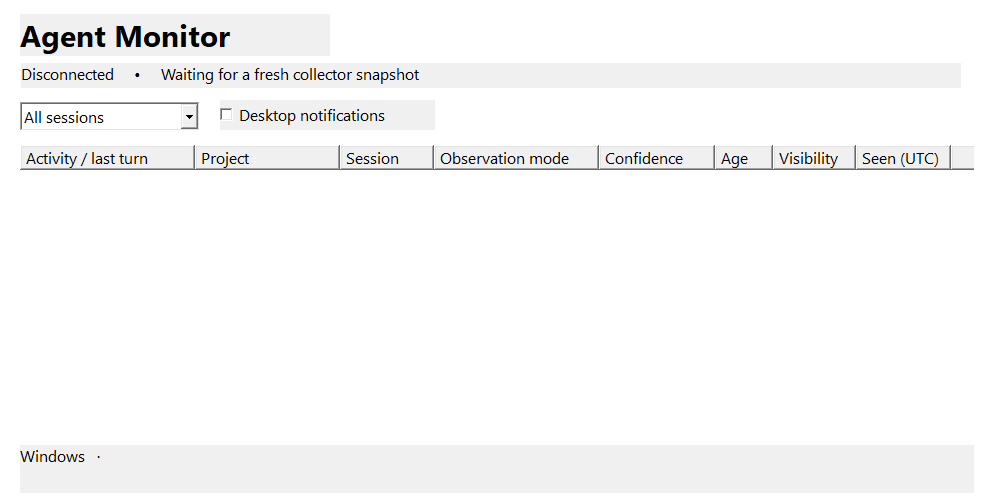 Agent Monitor
Disconnected • Waiting for a fresh collector snapshot
All sessions Desktop notifications
Activity / last turn Project Session Observation mode Confidence Age Visibility Seen (UTC)
Windows ·